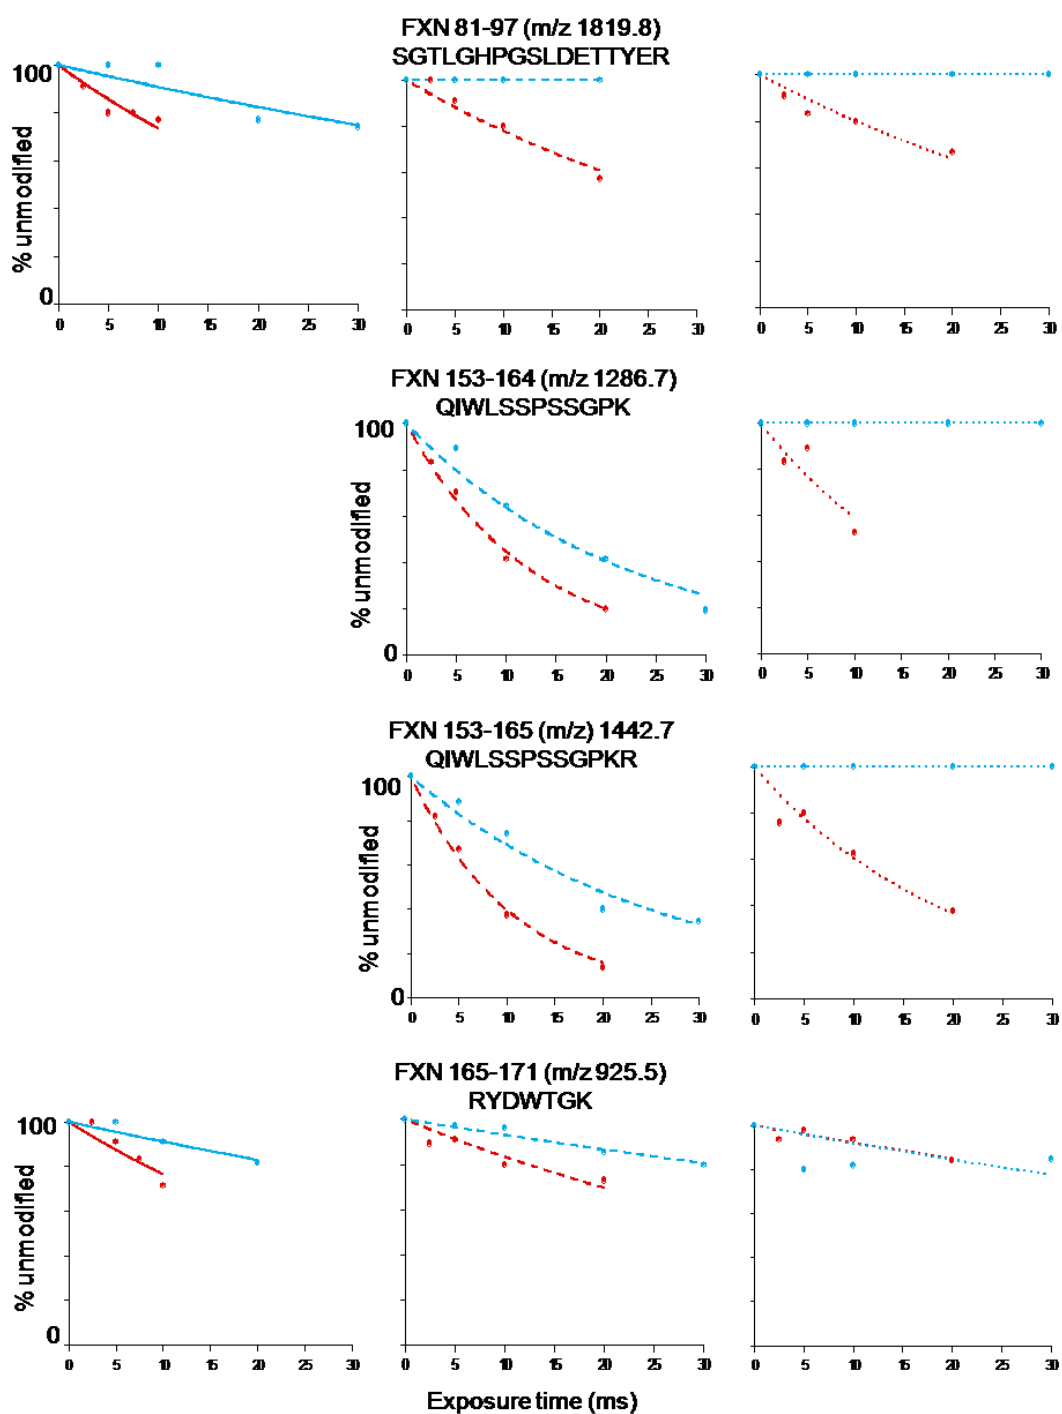 FXN 81-97 (m/z 1819.8)
SGTLGHPGSLDETTYER
% unmodified
100
0
0 5 10 15 20 25 30
0 5 10 15 20 25 30
0 5 10 15 20 25 30
FXN 153-164 (m/z 1286.7)
QIWLSSPSSGPK
% unmodified
100
0
0 5 10 15 20 25 30
0 5 10 15 20 25 30
FXN 153-165 (m/z) 1442.7
QIWLSSPSSGPKR
% unmodified
100
0
0 5 10 15 20 25 30
0 5 10 15 20 25 30
FXN 165-171 (m/z 925.5)
RYDWTGK
% unmodified
100
0
0 5 10 15 20 25 30
0 5 10 15 20 25 30
0 5 10 15 20 25 30
Exposure time (ms)